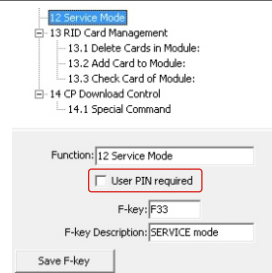 12 Service Mode
13 RID Card Management
13.1 Delete Cards in Module:
13.2 Add Card to Module:
13.3 Check Card of Module:
14 CP Download Control
14.1 Special Command
Function: 12 Service Mode
User PIN required
F-key: F33
F-key Description: SERVICE mode
Save F-key